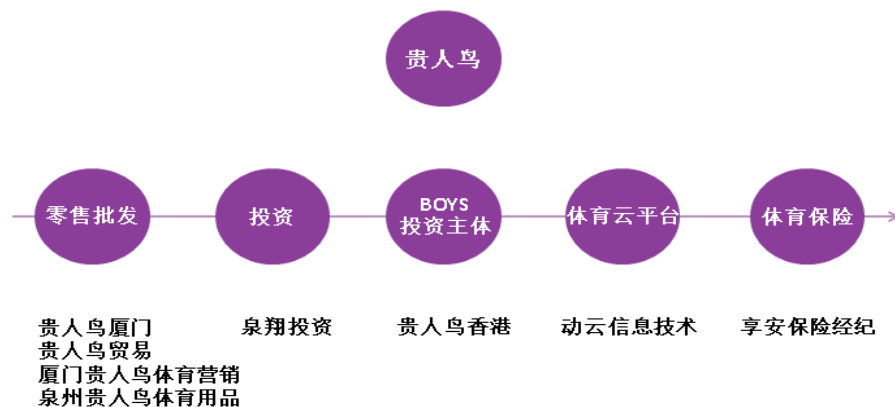 贵人鸟
零售批发
投资
BOYS
投资主体
体育云平台
体育保险
贵人鸟厦门
贵人鸟贸易
厦门贵人鸟体育营销
泉州贵人鸟体育用品
泉翔投资
贵人鸟香港
动云信息技术
享安保险经纪